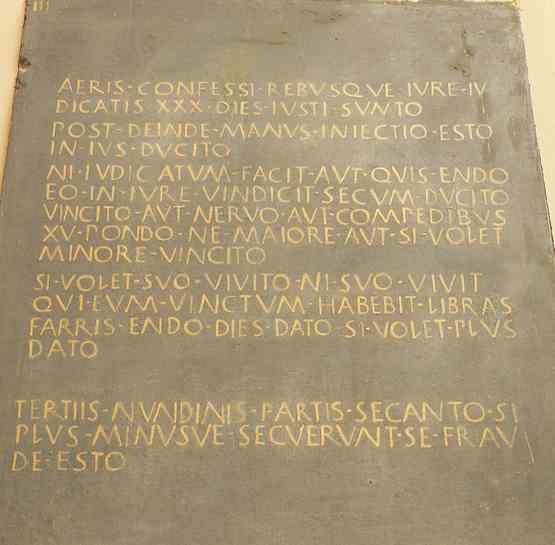 III
AERIS·CONFESSI·REBVSQVE·IVRE·IV
DICATIS XXX·DIES·IVSTI·SVNTO
POST·DEINDE·MANVS·INIECTIO·ESTO
IN·IVS·DVCITO
NI·IVDICATVM·FACIT·AVT·QVIS·ENDO
EO·IN·IVRE·VINDICIT·SECVM·DVCITO
VINCITO·AVT·NERVO·AVT·COMPEDIBVS
XV·PONDO·NE·MAIORE·AVT·SI·VOLET
MINORE·VINCITO
SI·VOLET·SVO·VIVITO·NI·SVO·VIVIT
QVI·EVM·VINCTVM·HABEBIT·LIBRAS
FARRIS·ENDO·DIES·DATO·SI·VOLET·PLVS
DATO
TERTIIS·NVNDINIS·PARTIS·SECANTO·SI
PLVS·MINVSVE·SECVERVNT·SE·FRAV
DE·ESTO